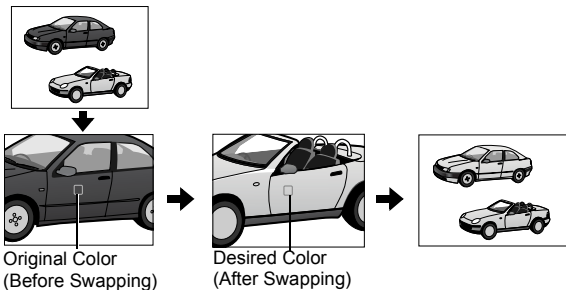 Original Color
(Before Swapping)
Desired Color
(After Swapping)